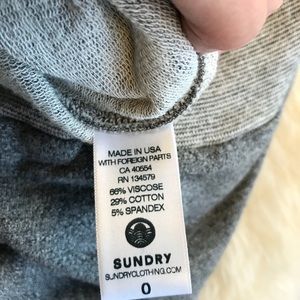 MADE IN USA
WITH FOREIGN PARTS
CA 40554
RN 134579
66% VISCOSE
29% COTTON
5% SPANDEX
SUNDRY
SUNDRYCLOTHING.COM
0